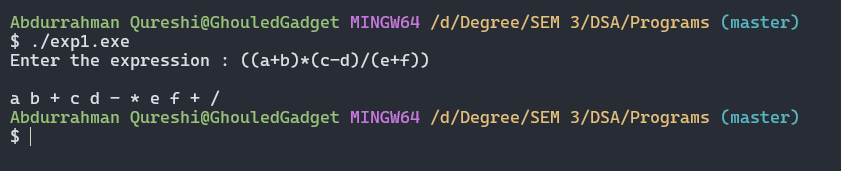 Abdurrahman Qureshi@GhouledGadget MINGW64 /d/Degree/SEM 3/DSA/Programs (master)
$ ./exp1.exe
Enter the expression : ((a+b)*(c-d)/(e+f))
a b + c d - * e f + /
Abdurrahman Qureshi@GhouledGadget MINGW64 /d/Degree/SEM 3/DSA/Programs (master)
$